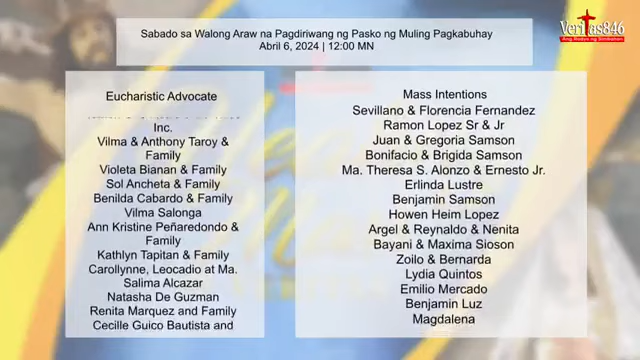 Sabado sa Walong Araw na Pagdiriwang ng Pasko ng Muling Pagkabuhay
Abril 6, 2024 | 12:00 MN
Veritas846
Ang Radyo ng Simbahan
Eucharistic Advocate
Inc.
Vilma & Anthony Taroy &
Family
Violeta Bianan & Family
Sol Ancheta & Family
Benilda Cabardo & Family
Vilma Salonga
Ann Kristine Peñaredondo &
Family
Kathlyn Tapitan & Family
Carollynne, Leocadio at Ma.
Salima Alcazar
Natasha De Guzman
Renita Marquez and Family
Cecille Guico Bautista and
Mass Intentions
Sevillano & Florencia Fernandez
Ramon Lopez Sr & Jr
Juan & Gregoria Samson
Bonifacio & Brigida Samson
Ma. Theresa S. Alonzo & Ernesto Jr.
Erlinda Lustre
Benjamin Samson
Howen Heim Lopez
Argel & Reynaldo & Nenita
Bayani & Maxima Sioson
Zoilo & Bernarda
Lydia Quintos
Emilio Mercado
Benjamin Luz
Magdalena